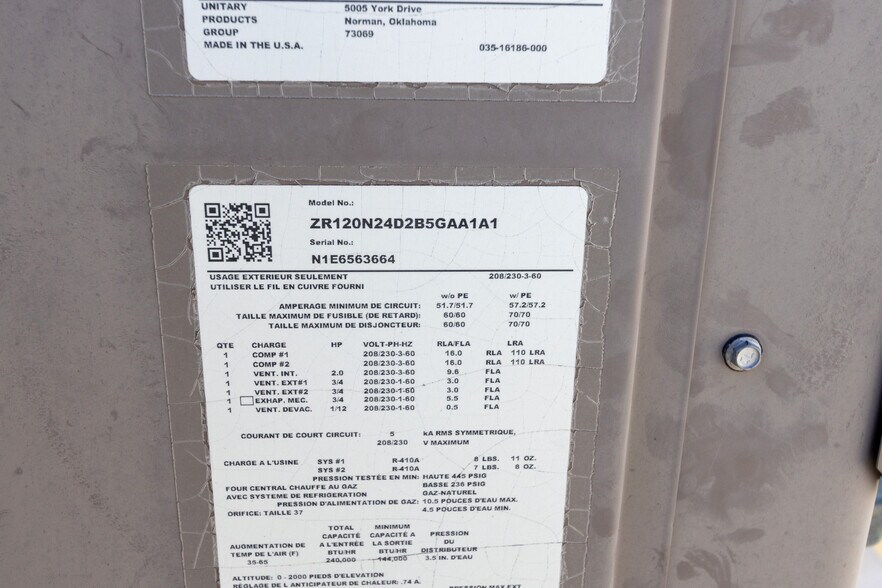 UNITARY 5005 York Drive
PRODUCTS Norman, Oklahoma
GROUP 73069
MADE IN THE U.S.A. 035-16186-000
Model No.:
ZR120N24D2B5GAA1A1
Serial No.:
N1E6563664
USAGE EXTERIEUR SEULEMENT 208/230-3-60
UTILISER LE FIL EN CUIVRE FOURNI
w/o PE w/ PE
AMPERAGE MINIMUM DE CIRCUIT: 51.7/51.7 57.2/57.2
TAILLE MAXIMUM DE FUSIBLE (DE RETARD): 60/60 70/70
TAILLE MAXIMUM DE DISJONCTEUR: 60/60 70/70
QTE CHARGE HP VOLT-PH-HZ RLA/FLA LRA
1 COMP #1 208/230-3-60 16.0 RLA 110 LRA
1 COMP #2 208/230-3-60 16.0 RLA 110 LRA
1 VENT. INT. 2.0 208/230-3-60 9.6 FLA
1 VENT. EXT#1 3/4 208/230-1-60 3.0 FLA
1 VENT. EXT#2 3/4 208/230-1-60 3.0 FLA
1 EXHAP. MEC. 3/4 208/230-1-60 5.5 FLA
1 VENT. DEVAC. 1/12 208/230-1-60 0.5 FLA
COURANT DE COURT CIRCUIT: 5 kA RMS SYMMETRIQUE,
208/230 V MAXIMUM
CHARGE A L'USINE SYS #1 R-410A 8 LBS. 11 OZ.
SYS #2 R-410A 7 LBS. 8 OZ.
PRESSION TESTÉE EN MIN: HAUTE 445 PSIG
FOUR CENTRAL CHAUFFE AU GAZ BASSE 236 PSIG
AVEC SYSTEME DE REFRIGERATION GAZ-NATUREL
PRESSION D'ALIMENTATION DE GAZ: 10.5 POUCES D'EAU MAX.
ORIFICE: TAILLE 37 4.5 POUCES D'EAU MIN.
TOTAL MINIMUM
CAPACITÉ CAPACITÉ A PRESSION
AUGMENTATION DE A L'ENTRÉE LA SORTIE DU
TEMP DE L'AIR (F) BTU/HR BTU/HR DISTRIBUTEUR
35-65 240,000 144,000 3.5 IN. D'EAU
ALTITUDE: 0 - 2000 PIEDS D'ELEVATION
RÉGLAGE DE L'ANTICIPATEUR DE CHALEUR: .74 A.
PRESSION MAX EXT